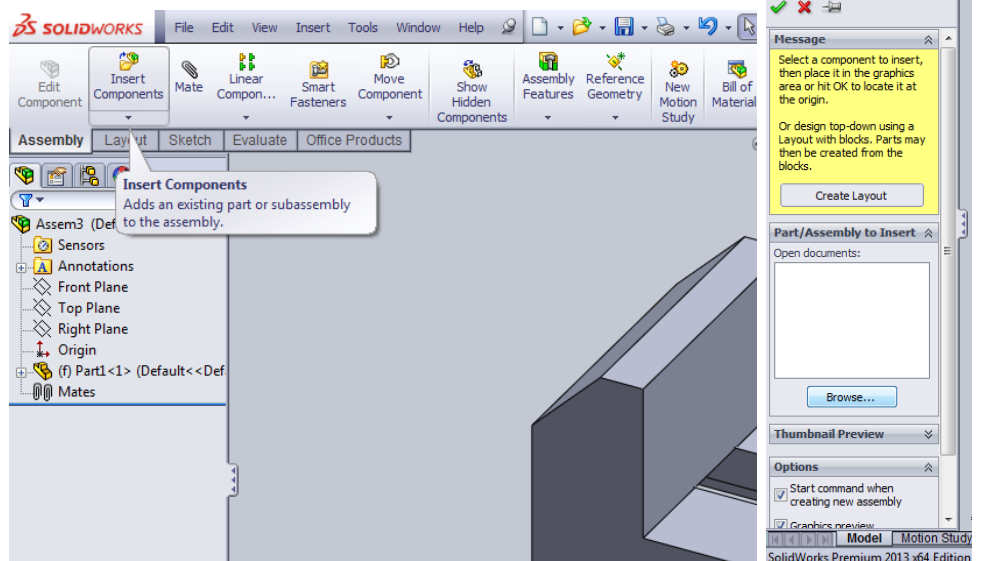 SOLIDWORKS File Edit View Insert Tools Window Help
Edit Component
Insert Components
Mate
Linear Compon...
Smart Fasteners
Move Component
Show Hidden Components
Assembly Features
Reference Geometry
New Motion Study
Bill of Material
Assembly Layout Sketch Evaluate Office Products
Insert Components
Adds an existing part or subassembly
to the assembly.
Assem3 (Def
Sensors
Annotations
Front Plane
Top Plane
Right Plane
Origin
(f) Part1<1> (Default<<Def
Mates
Message
Select a component to insert,
then place it in the graphics
area or hit OK to locate it at
the origin.
Or design top-down using a
Layout with blocks. Parts may
then be created from the
blocks.
Create Layout
Part/Assembly to Insert
Open documents:
Browse...
Thumbnail Preview
Options
Start command when
creating new assembly
Graphics preview
Model Motion Study
SolidWorks Premium 2013 x64 Edition